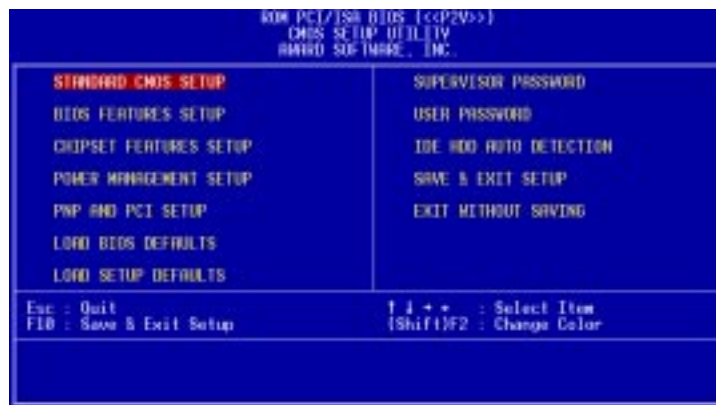 ROM PCI/ISA BIOS (<<P2V>>)
CMOS SETUP UTILITY
AWARD SOFTWARE, INC.
STANDARD CMOS SETUP
BIOS FEATURES SETUP
CHIPSET FEATURES SETUP
POWER MANAGEMENT SETUP
PNP AND PCI SETUP
LOAD BIOS DEFAULTS
LOAD SETUP DEFAULTS
SUPERVISOR PASSWORD
USER PASSWORD
IDE HDD AUTO DETECTION
SAVE & EXIT SETUP
EXIT WITHOUT SAVING
Esc : Quit
F10 : Save & Exit Setup
↑ ↓ → ← : Select Item
(Shift)F2 : Change Color